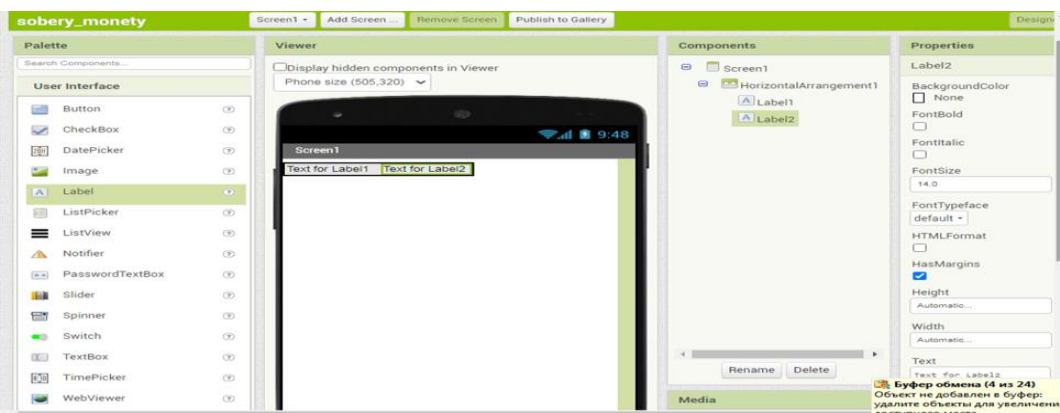 sobery_monety
Screen1
Add Screen ...
Remove Screen
Publish to Gallery
Palette
Search Components...
User Interface
Button
CheckBox
DatePicker
Image
Label
ListPicker
ListView
Notifier
PasswordTextBox
Slider
Spinner
Switch
TextBox
TimePicker
WebViewer
Viewer
Display hidden components in Viewer
Phone size (505,320)
9:48
Screen1
Text for Label1
Text for Label2
Components
Screen1
HorizontalArrangement1
Label1
Label2
Rename
Delete
Media
Properties
Label2
BackgroundColor
None
FontBold
FontItalic
FontSize
14.0
FontTypeface
default
HTMLFormat
HasMargins
Height
Automatic...
Width
Automatic...
Text
Text for Label2
Буфер обмена (4 из 24)
Объект не добавлен в буфер:
удалите объекты для увеличени